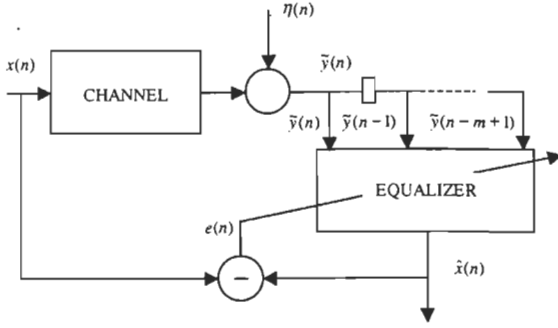 η(n)
x(n)
CHANNEL
ỹ(n)
ỹ(n) ỹ(n−1) ỹ(n−m+1)
EQUALIZER
e(n)
−
x̂(n)